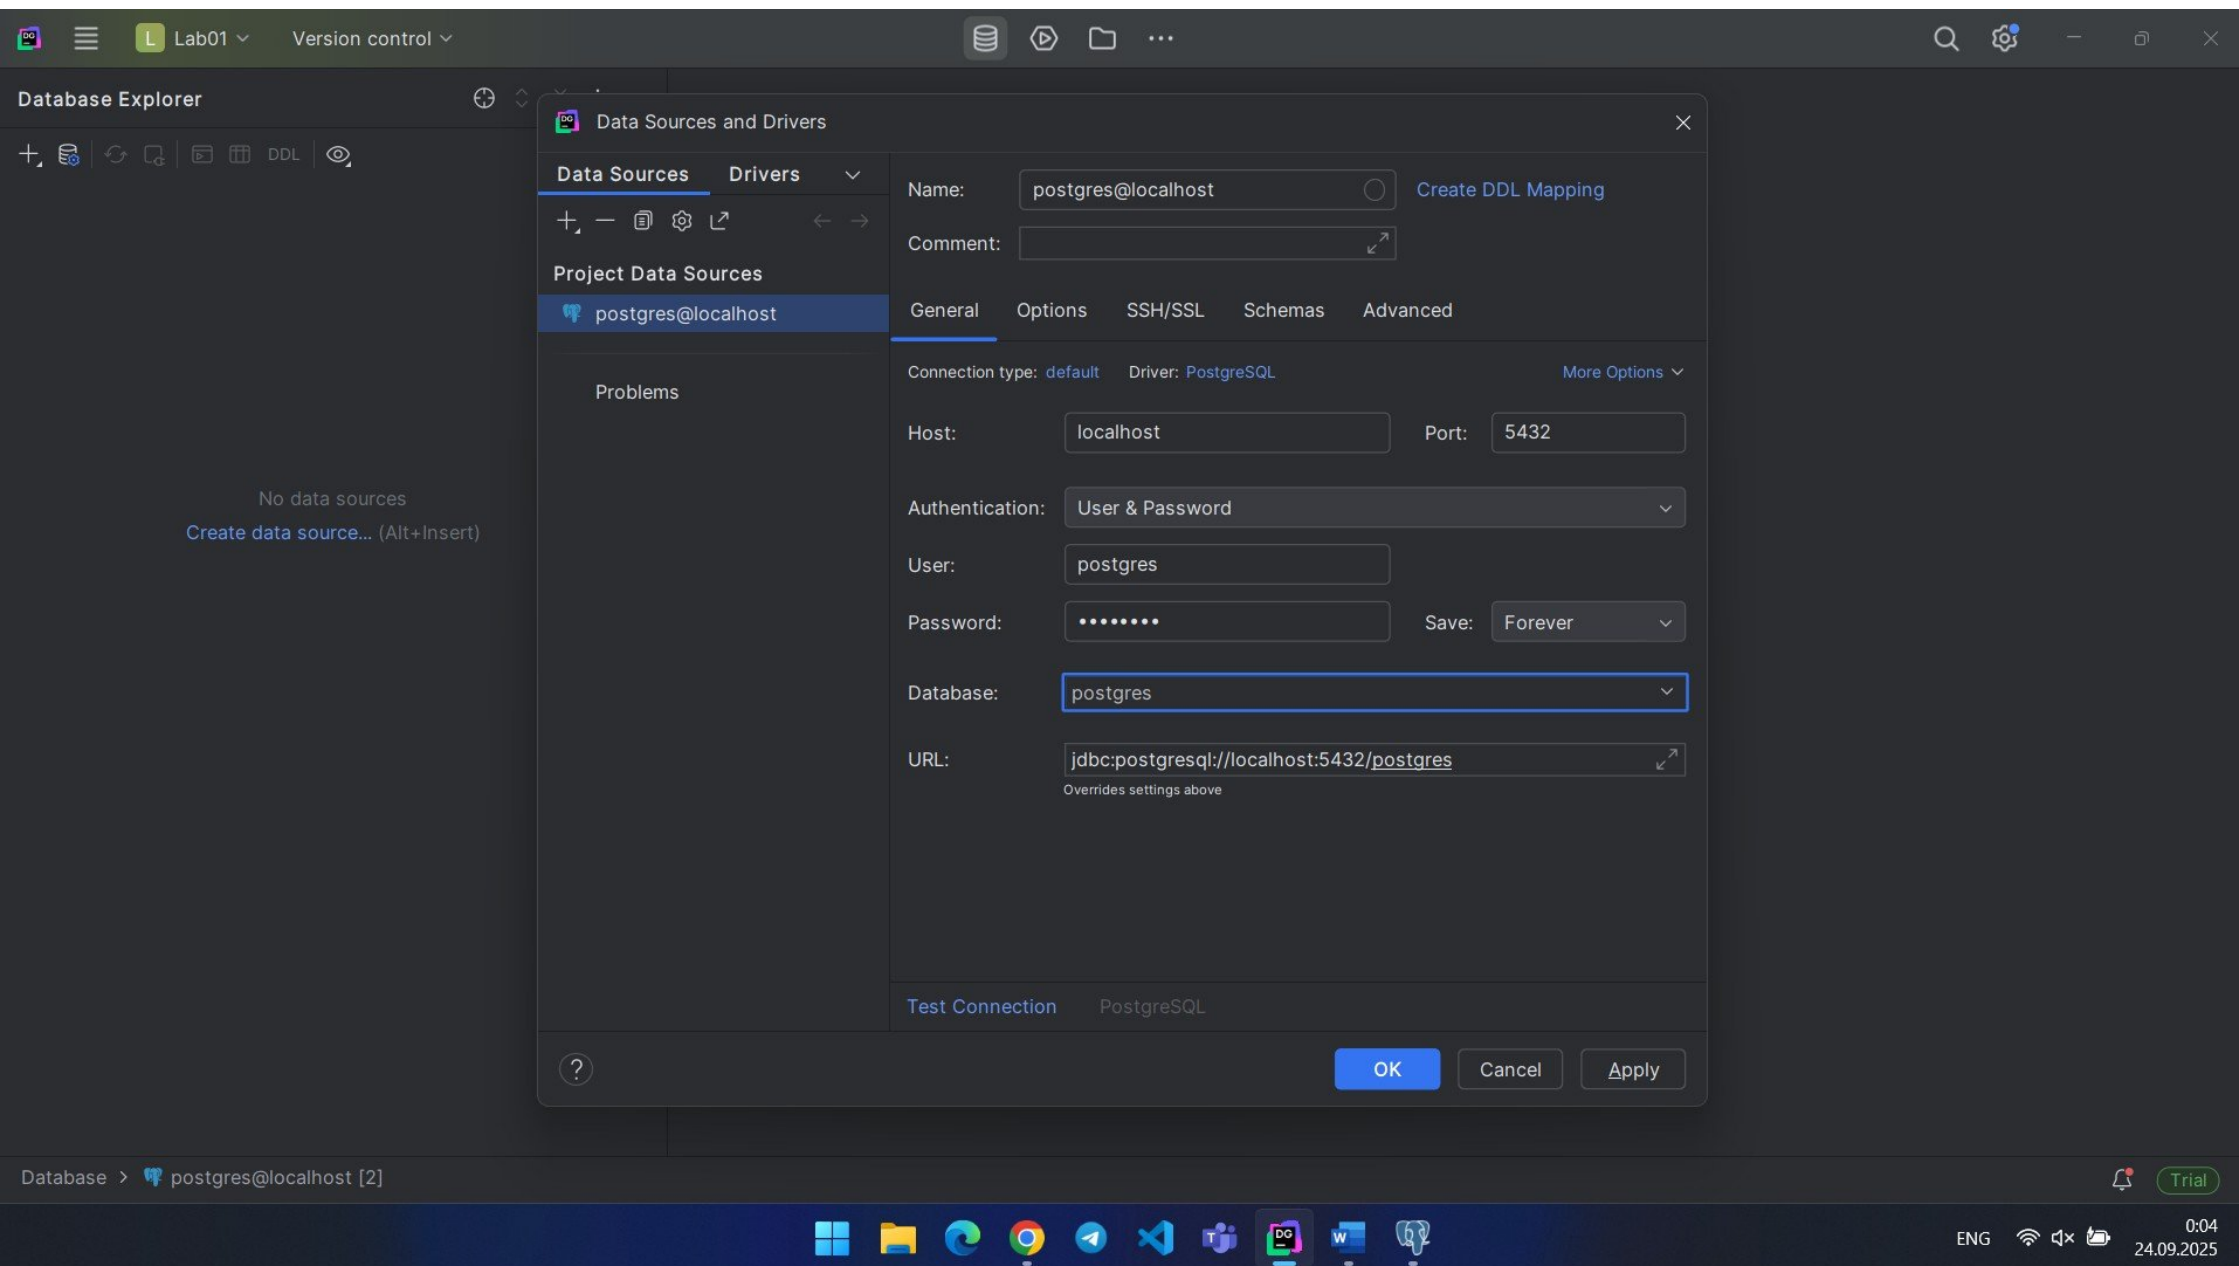 L Lab01 Version control
Database Explorer
DDL
No data sources
Create data source... (Alt+Insert)
Data Sources and Drivers
Data Sources Drivers
Project Data Sources
postgres@localhost
Problems
Name: postgres@localhost Create DDL Mapping
Comment:
General Options SSH/SSL Schemas Advanced
Connection type: default Driver: PostgreSQL More Options
Host: localhost Port: 5432
Authentication: User & Password
User: postgres
Password: •••••••• Save: Forever
Database: postgres
URL: jdbc:postgresql://localhost:5432/postgres
Overrides settings above
Test Connection PostgreSQL
? OK Cancel Apply
Database > postgres@localhost [2]
Trial
ENG 0:04
24.09.2025